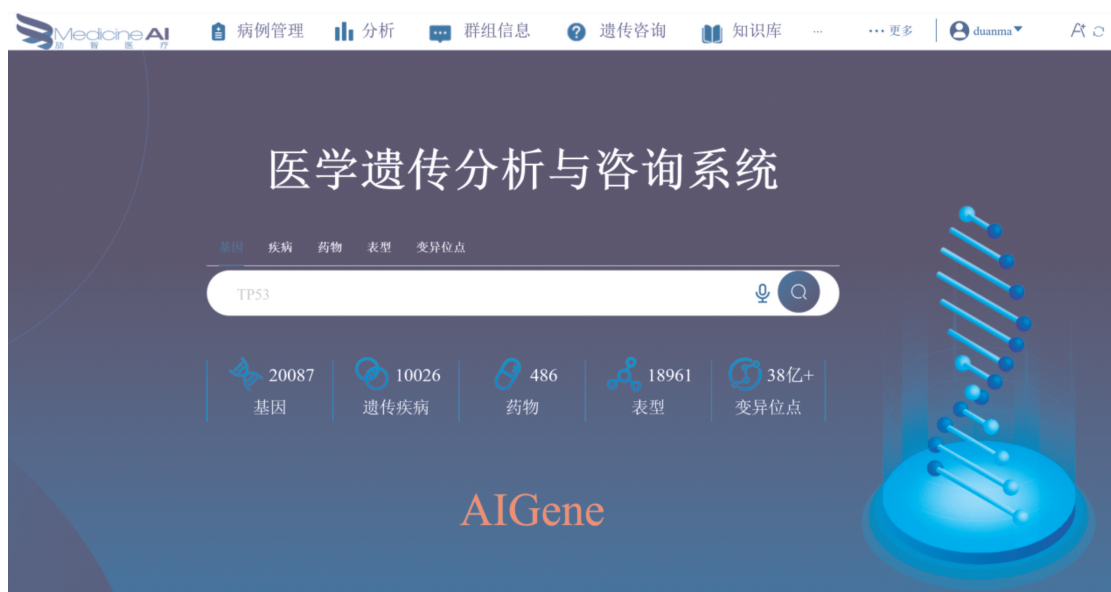 Medicine AI
励智医疗
病例管理 分析 群组信息 遗传咨询 知识库 ... ••• 更多 duanma
医学遗传分析与咨询系统
基因 疾病 药物 表型 变异位点
TP53
20087 10026 486 18961 38亿+
基因 遗传疾病 药物 表型 变异位点
AIGene